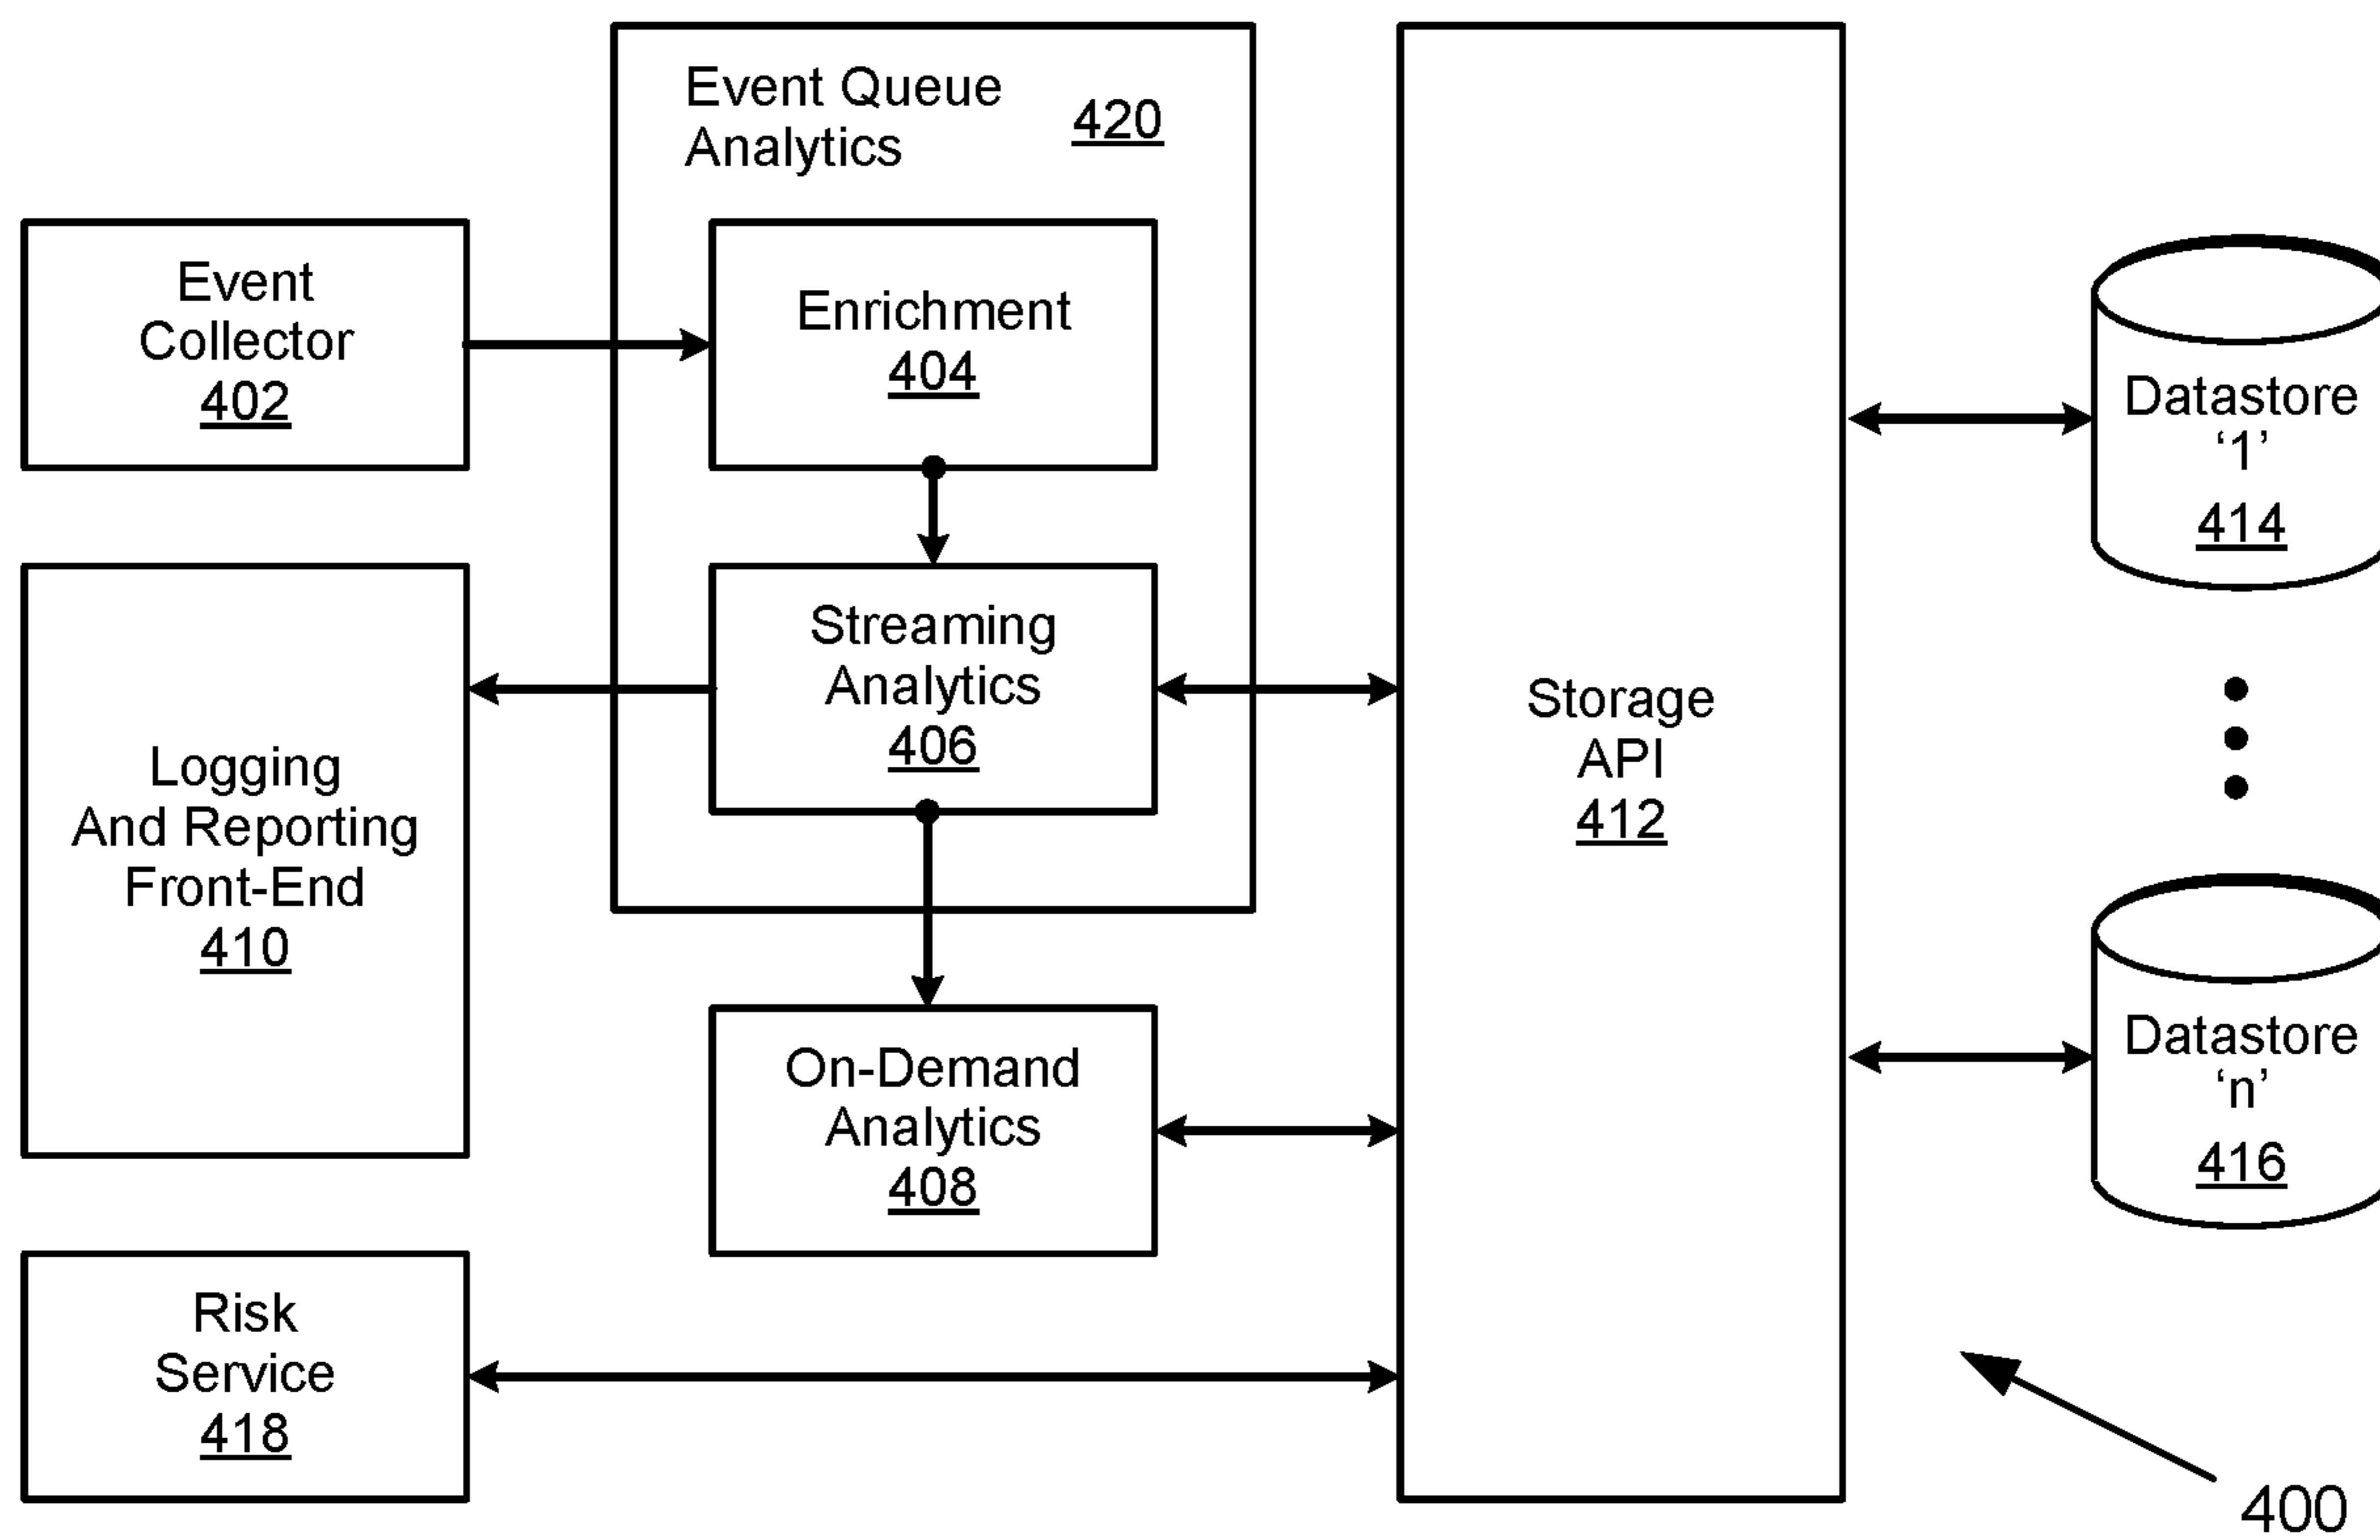 Event Queue
Analytics
420
Event
Collector
402
Enrichment
404
Streaming
Analytics
406
Logging
And Reporting
Front-End
410
On-Demand
Analytics
408
Risk
Service
418
Storage
API
412
Datastore
‘1’
414
Datastore
‘n’
416
400